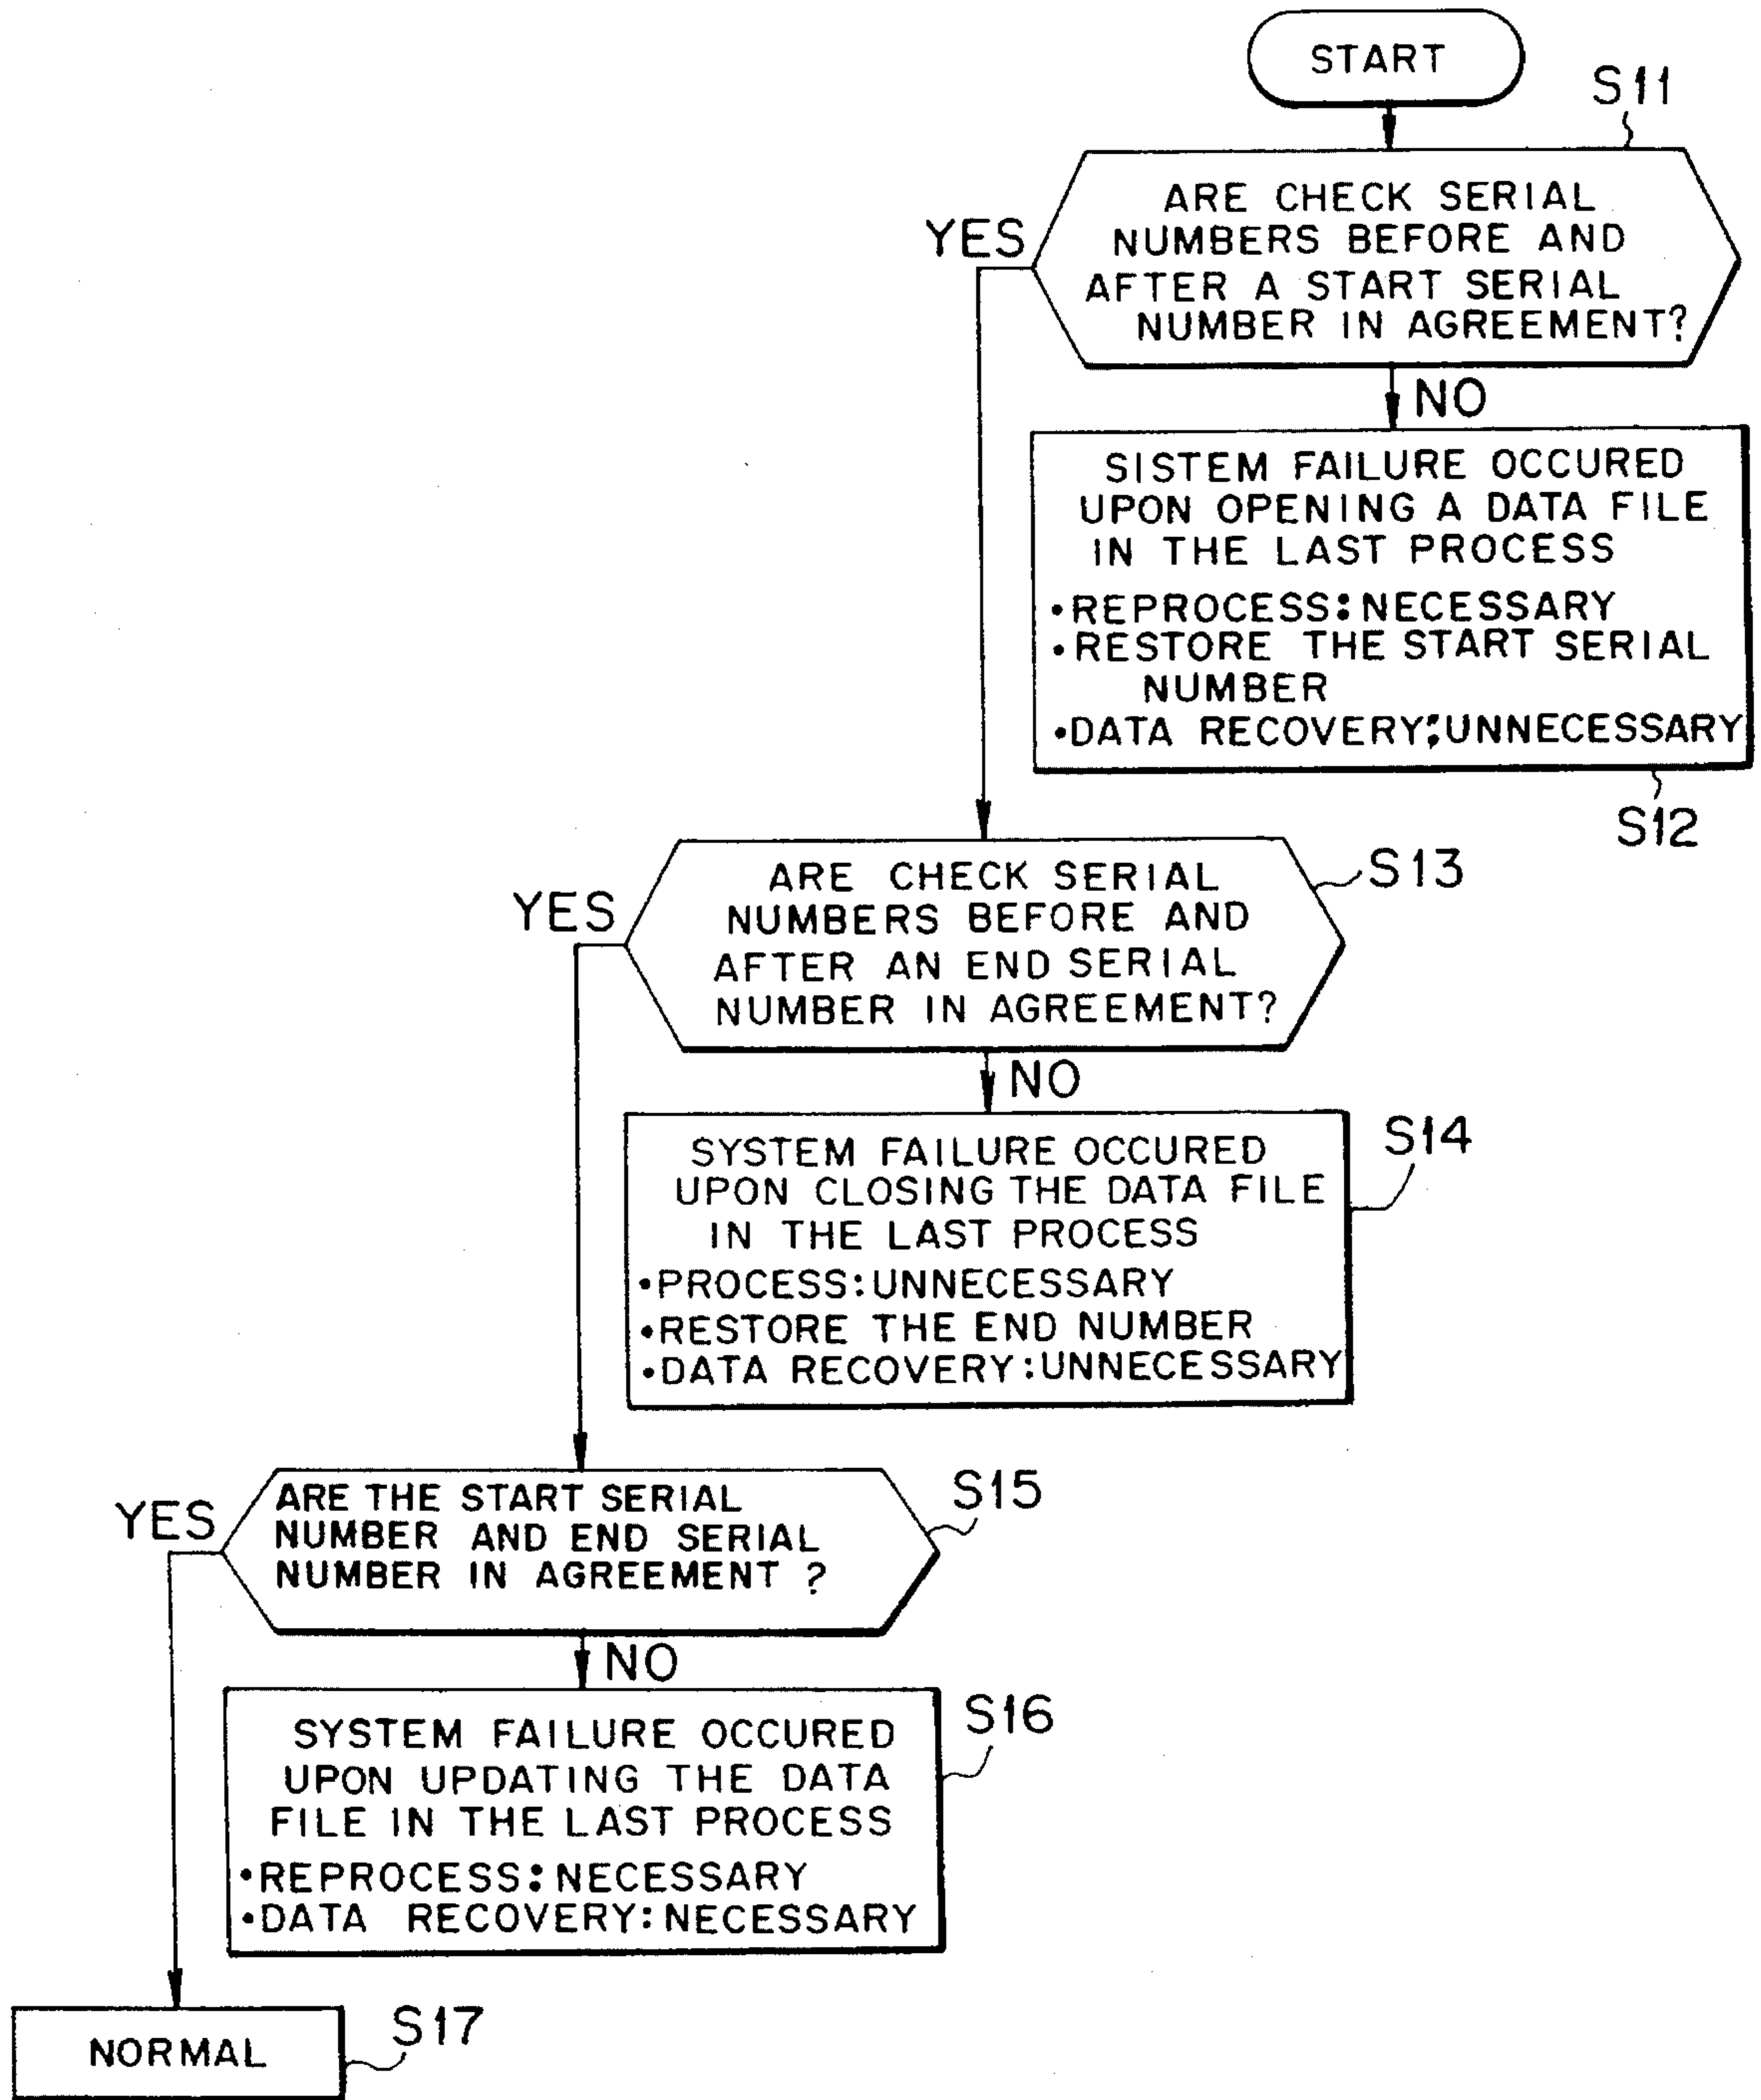 START
S11
ARE CHECK SERIAL
NUMBERS BEFORE AND
AFTER A START SERIAL
NUMBER IN AGREEMENT?
YES
NO
SISTEM FAILURE OCCURED
UPON OPENING A DATA FILE
IN THE LAST PROCESS
•REPROCESS:NECESSARY
•RESTORE THE START SERIAL
NUMBER
•DATA RECOVERY:UNNECESSARY
S12
ARE CHECK SERIAL
NUMBERS BEFORE AND
AFTER AN END SERIAL
NUMBER IN AGREEMENT?
S13
YES
NO
SYSTEM FAILURE OCCURED
UPON CLOSING THE DATA FILE
IN THE LAST PROCESS
•PROCESS:UNNECESSARY
•RESTORE THE END NUMBER
•DATA RECOVERY:UNNECESSARY
S14
ARE THE START SERIAL
NUMBER AND END SERIAL
NUMBER IN AGREEMENT ?
S15
YES
NO
SYSTEM FAILURE OCCURED
UPON UPDATING THE DATA
FILE IN THE LAST PROCESS
•REPROCESS:NECESSARY
•DATA RECOVERY:NECESSARY
S16
NORMAL
S17